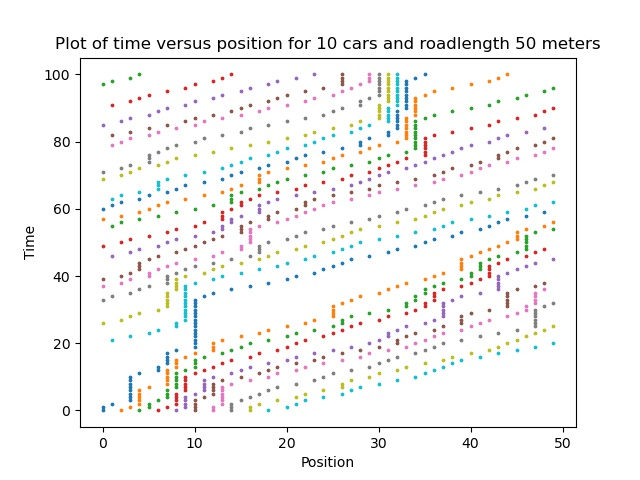 Plot of time versus position for 10 cars and roadlength 50 meters
100
80
60
40
20
0
Time
0 10 20 30 40 50
Position